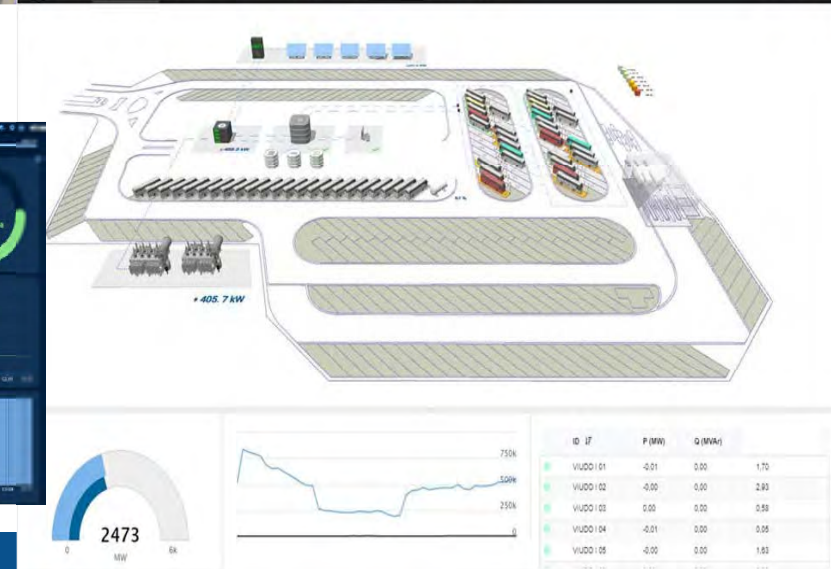 + 405.7 kW
2473
MW
0
6k
750k
500k
250k
0
ID P (MW) Q (MVAr)
VIUDO I 01 -0.01 0.00 1,70
VIUDO I 02 -0.00 0.00 2,93
VIUDO I 03 0.00 0.00 0,58
VIUDO I 04 -0.01 0.00 0,05
VIUDO I 05 -0.00 0.00 1,63